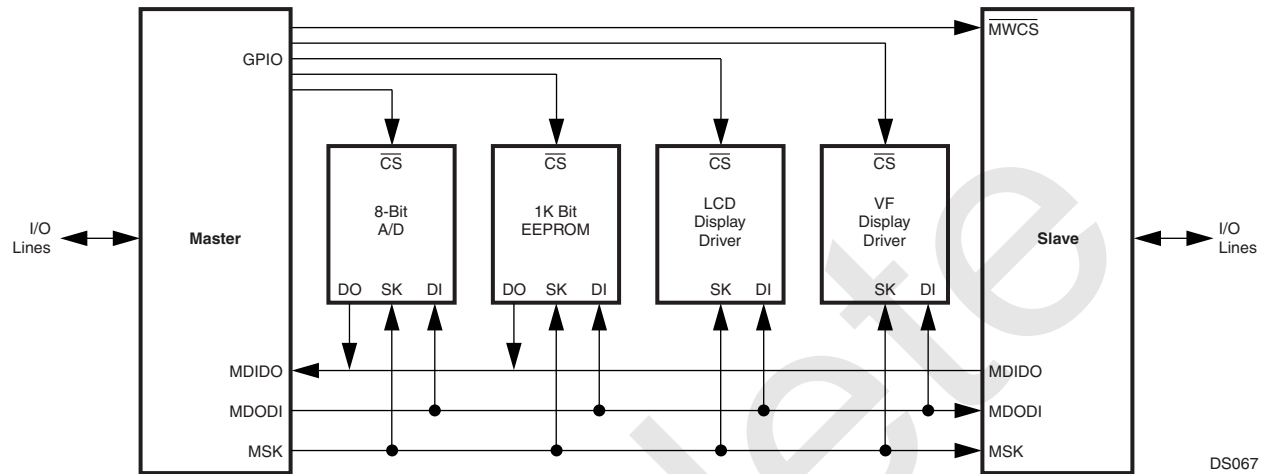 MWCS
GPIO
CS
CS
CS
CS
8-Bit
A/D
1K Bit
EEPROM
LCD
Display
Driver
VF
Display
Driver
I/O
Lines
Master
Slave
I/O
Lines
DO SK DI
DO SK DI
SK DI
SK DI
MDIDO
MDIDO
MDODI
MDODI
MSK
MSK
DS067
lete